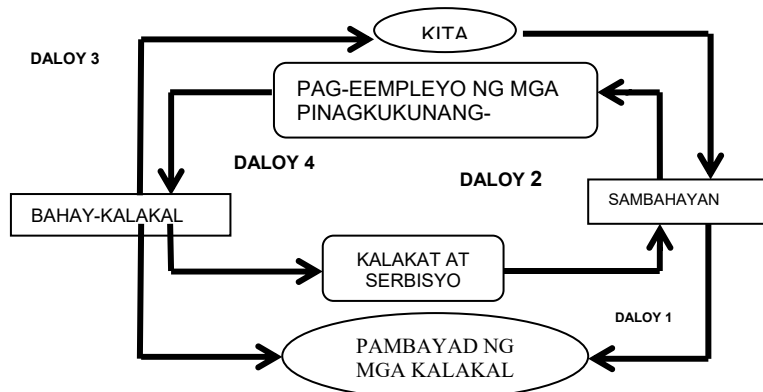 KITA
DALOY 3
PAG-EEMPLEYO NG MGA
PINAGKUKUNANG-
DALOY 4
DALOY 2
BAHAY-KALAKAL
SAMBAHAYAN
KALAKAT AT
SERBISYO
DALOY 1
PAMBAYAD NG
MGA KALAKAL